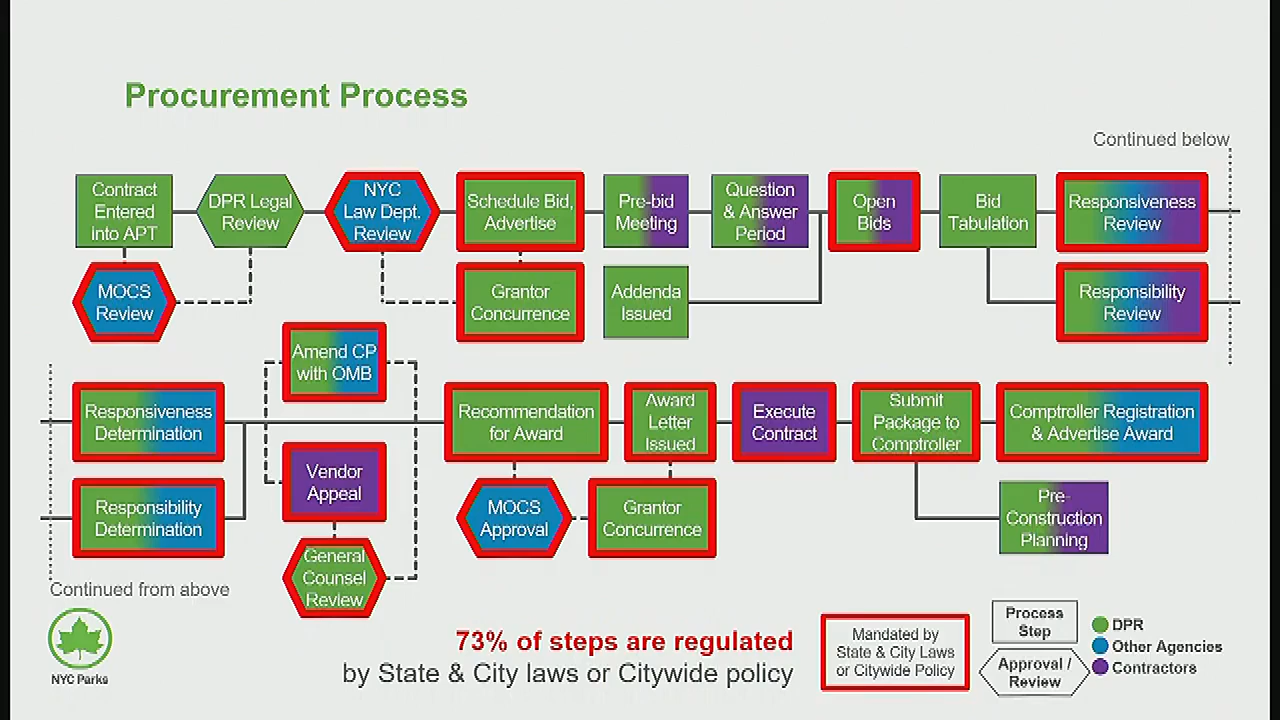 Procurement Process
Continued below
Contract
Entered
into APT
DPR Legal
Review
NYC
Law Dept.
Review
Schedule Bid,
Advertise
Pre-bid
Meeting
Question
& Answer
Period
Open
Bids
Bid
Tabulation
Responsiveness
Review
MOCS
Review
Grantor
Concurrence
Addenda
Issued
Responsibility
Review
Amend CP
with OMB
Responsiveness
Determination
Recommendation
for Award
Award
Letter
Issued
Execute
Contract
Submit
Package to
Comptroller
Comptroller Registration
& Advertise Award
Vendor
Appeal
Responsibility
Determination
MOCS
Approval
Grantor
Concurrence
Pre-
Construction
Planning
General
Counsel
Review
Continued from above
NYC Parks
73% of steps are regulated
by State & City laws or Citywide policy
Mandated by
State & City Laws
or Citywide Policy
Process
Step
Approval /
Review
DPR
Other Agencies
Contractors